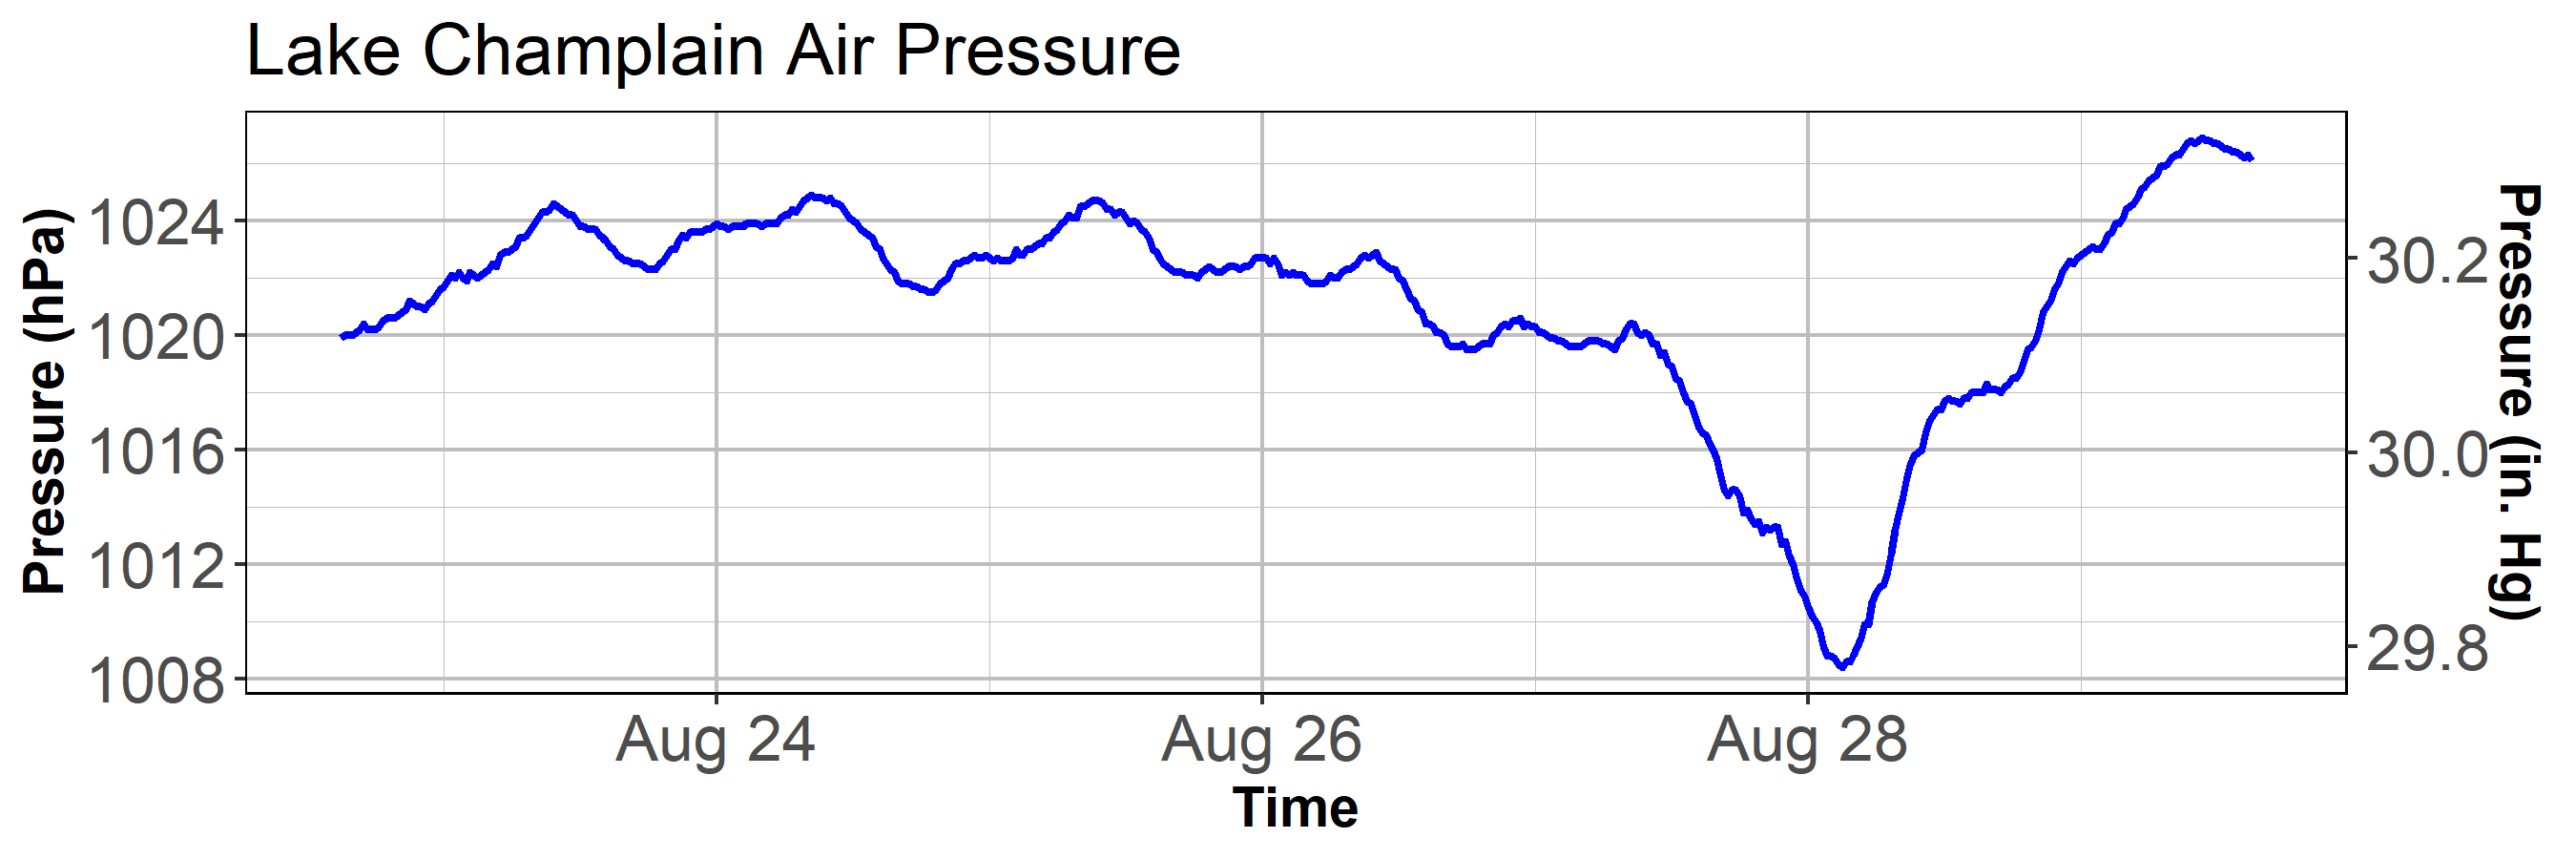 Lake Champlain Air Pressure
Pressure (hPa)
1024
1020
1016
1012
1008
30.2
30.0
29.8
Pressure (in. Hg)
Aug 24 Aug 26 Aug 28
Time